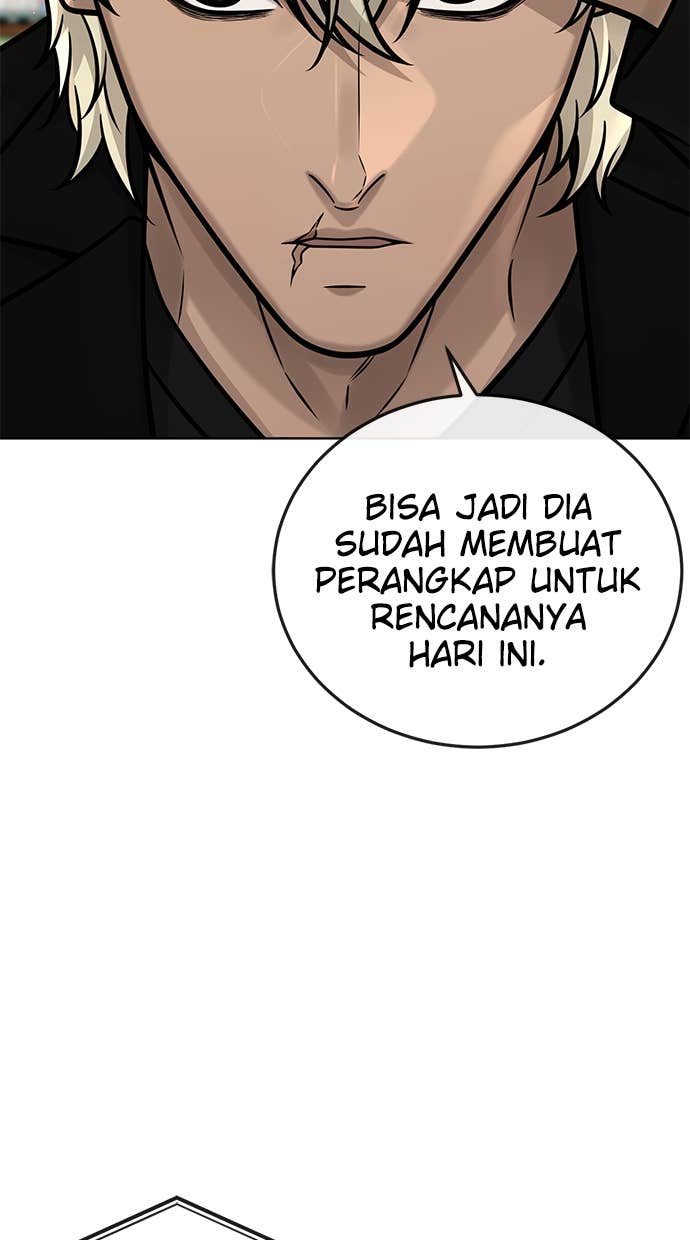 BISA JADI DIA
SUDAH MEMBUAT
PERANGKAP UNTUK
RENCANANYA
HARI INI.